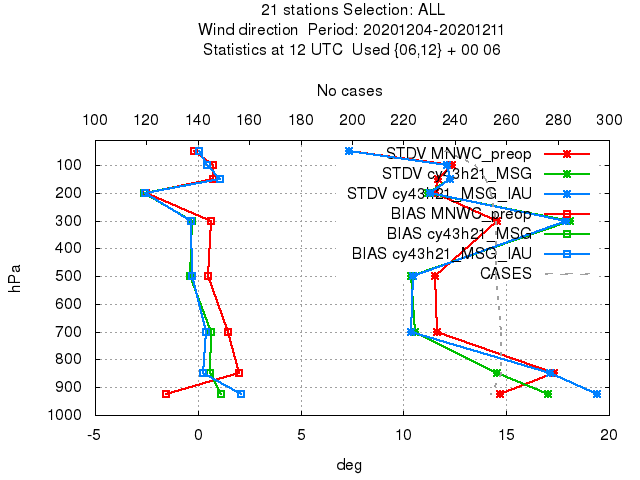 21 stations Selection: ALL
Wind direction  Period: 20201204-20201211
Statistics at 12 UTC  Used {06,12} + 00 06
No cases
100 120 140 160 180 200 220 240 260 280 300
STDV MNWC_preop
STDV cy43h21_MSG
STDV cy43h21_MSG_IAU
BIAS MNWC_preop
BIAS cy43h21_MSG
BIAS cy43h21_MSG_IAU
CASES
100
200
300
400
500
600
700
800
900
1000
hPa
-5 0 5 10 15 20
deg